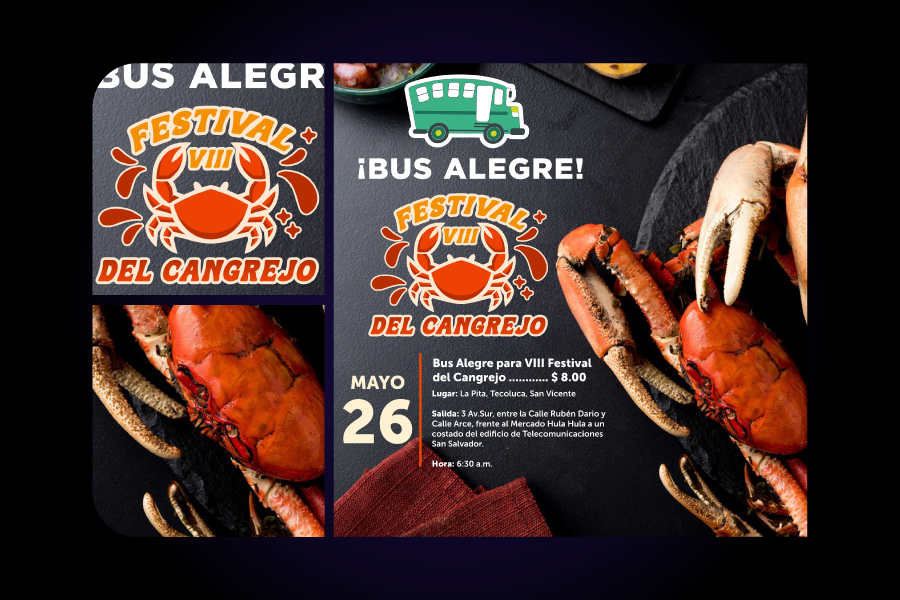 BUS ALEGR
FESTIVAL
VIII
DEL CANGREJO
¡BUS ALEGRE!
FESTIVAL
VIII
DEL CANGREJO
MAYO
26
Bus Alegre para VIII Festival
del Cangrejo ............ $ 8.00
Lugar: La Pita, Tecoluca, San Vicente
Salida: 3 Av.Sur, entre la Calle Rubén Darío y
Calle Arce, frente al Mercado Hula Hula a un
costado del edificio de Telecomunicaciones
San Salvador.
Hora: 6:30 a.m.